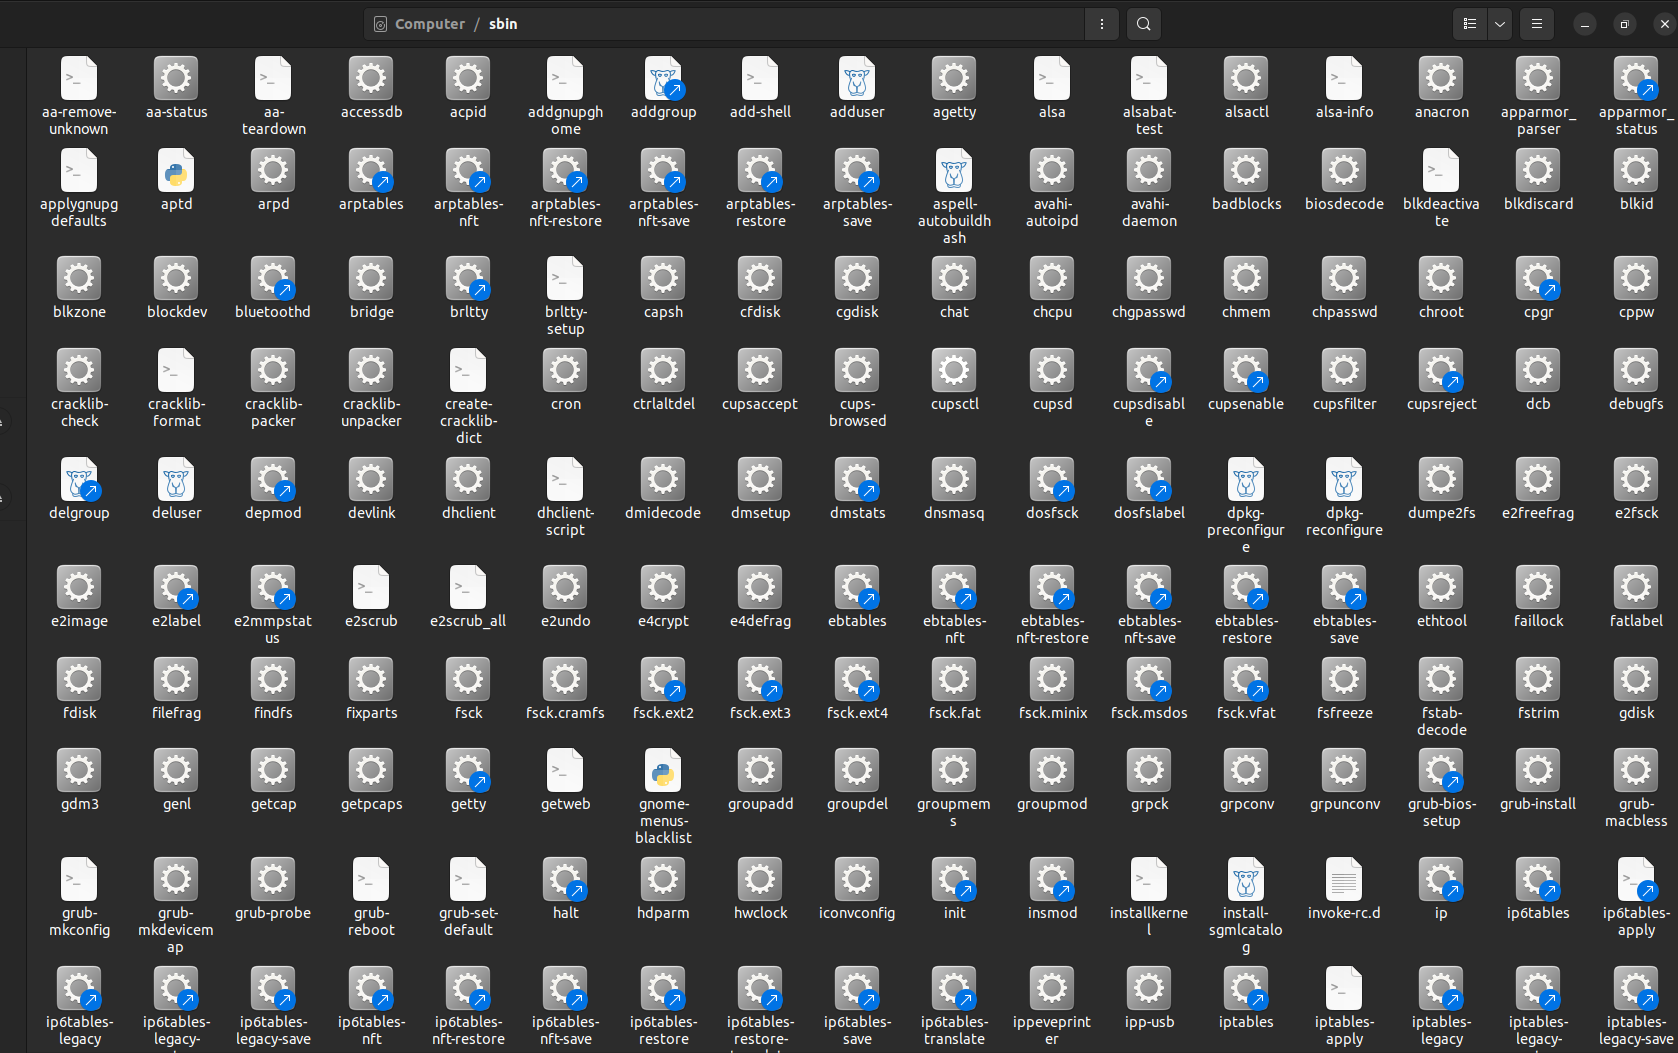 Computer / sbin
aa-remove-unknown aa-status aa-teardown accessdb acpid addgnupghome addgroup add-shell adduser agetty alsa alsabat-test alsactl alsa-info anacron apparmor_parser apparmor_status
applygnupgdefaults aptd arpd arptables arptables-nft arptables-nft-restore arptables-nft-save arptables-restore arptables-save aspell-autobuildhash avahi-autoipd avahi-daemon badblocks biosdecode blkdeactivate blkdiscard blkid
blkzone blockdev bluetoothd bridge brltty brltty-setup capsh cfdisk cgdisk chat chcpu chgpasswd chmem chpasswd chroot cpgr cppw
cracklib-check cracklib-format cracklib-packer cracklib-unpacker create-cracklib-dict cron ctrlaltdel cupsaccept cups-browsed cupsctl cupsd cupsdisable cupsenable cupsfilter cupsreject dcb debugfs
delgroup deluser depmod devlink dhclient dhclient-script dmidecode dmsetup dmstats dnsmasq dosfsck dosfslabel dpkg-preconfigure dpkg-reconfigure dumpe2fs e2freefrag e2fsck
e2image e2label e2mmpstatus e2scrub e2scrub_all e2undo e4crypt e4defrag ebtables ebtables-nft ebtables-nft-restore ebtables-nft-save ebtables-restore ebtables-save ethtool faillock fatlabel
fdisk filefrag findfs fixparts fsck fsck.cramfs fsck.ext2 fsck.ext3 fsck.ext4 fsck.fat fsck.minix fsck.msdos fsck.vfat fsfreeze fstab-decode fstrim gdisk
gdm3 genl getcap getpcaps getty getweb gnome-menus-blacklist groupadd groupdel groupmems groupmod grpck grpconv grpunconv grub-bios-setup grub-install grub-macbless
grub-mkconfig grub-mkdevicemap grub-probe grub-reboot grub-set-default halt hdparm hwclock iconvconfig init insmod installkernel install-sgmlcatalog invoke-rc.d ip ip6tables ip6tables-apply
ip6tables-legacy ip6tables-legacy- ip6tables-legacy-save ip6tables-nft ip6tables-nft-restore ip6tables-nft-save ip6tables-restore ip6tables-restore- ip6tables-save ip6tables-translate ippeveprinter ipp-usb iptables iptables-apply iptables-legacy iptables-legacy- iptables-legacy-save